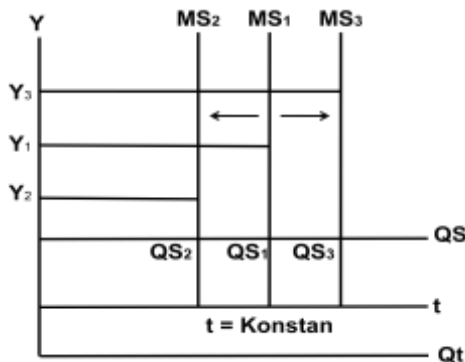 Y MS₂ MS₁ MS₃
Y₃
Y₁
Y₂
QS
QS₂ QS₁ QS₃
t
t = Konstan
Qt